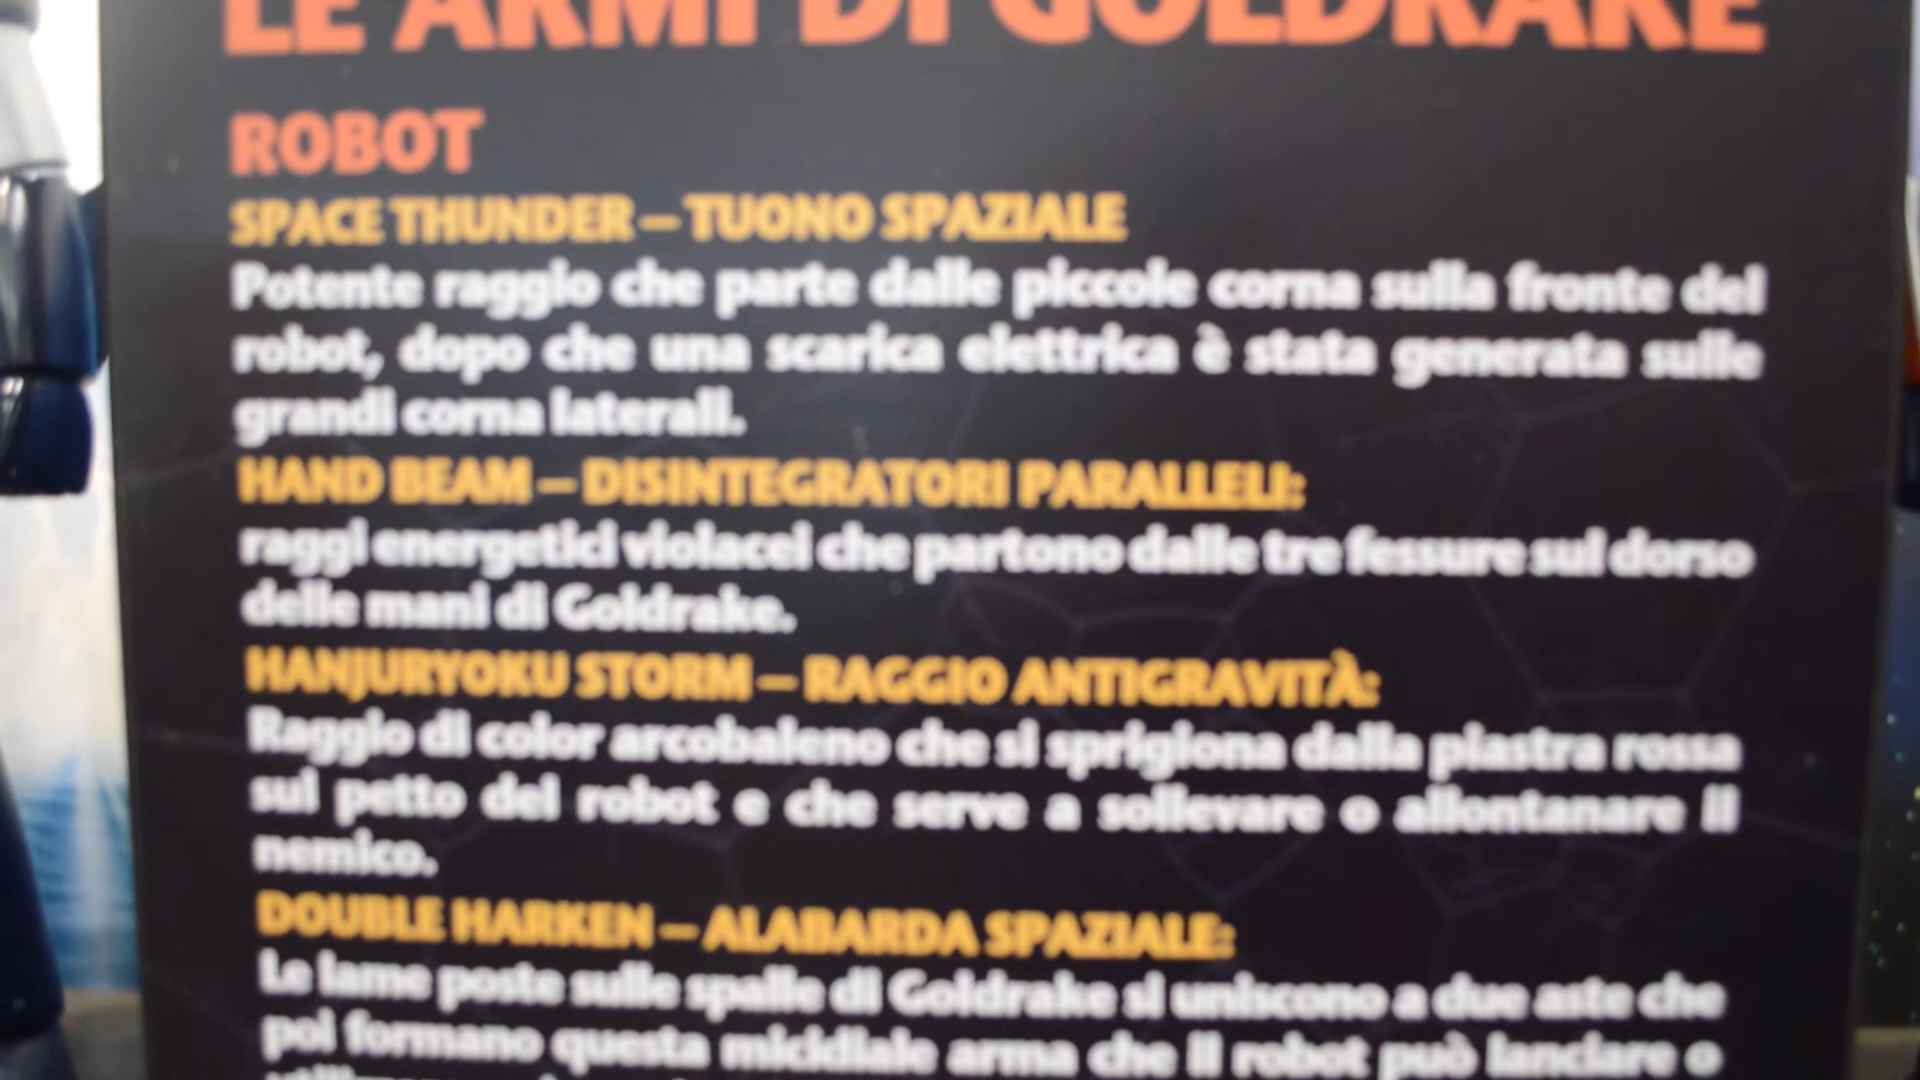 LE ARMI DI GOLDRAKE
ROBOT
SPACE THUNDER – TUONO SPAZIALE
Potente raggio che parte dalle piccole corna sulla fronte del
robot, dopo che una scarica elettrica è stata generata sulle
grandi corna laterali.
HAND BEAM – DISINTEGRATORI PARALLELI:
raggi energetici violacei che partono dalle tre fessure sul dorso
delle mani di Goldrake.
HANJURYOKU STORM – RAGGIO ANTIGRAVITÀ:
Raggio di color arcobaleno che si sprigiona dalla piastra rossa
sul petto del robot e che serve a sollevare o allontanare il
nemico.
DOUBLE HARKEN – ALABARDA SPAZIALE:
Le lame poste sulle spalle di Goldrake si uniscono a due aste che
poi formano questa micidiale arma che il robot può lanciare o